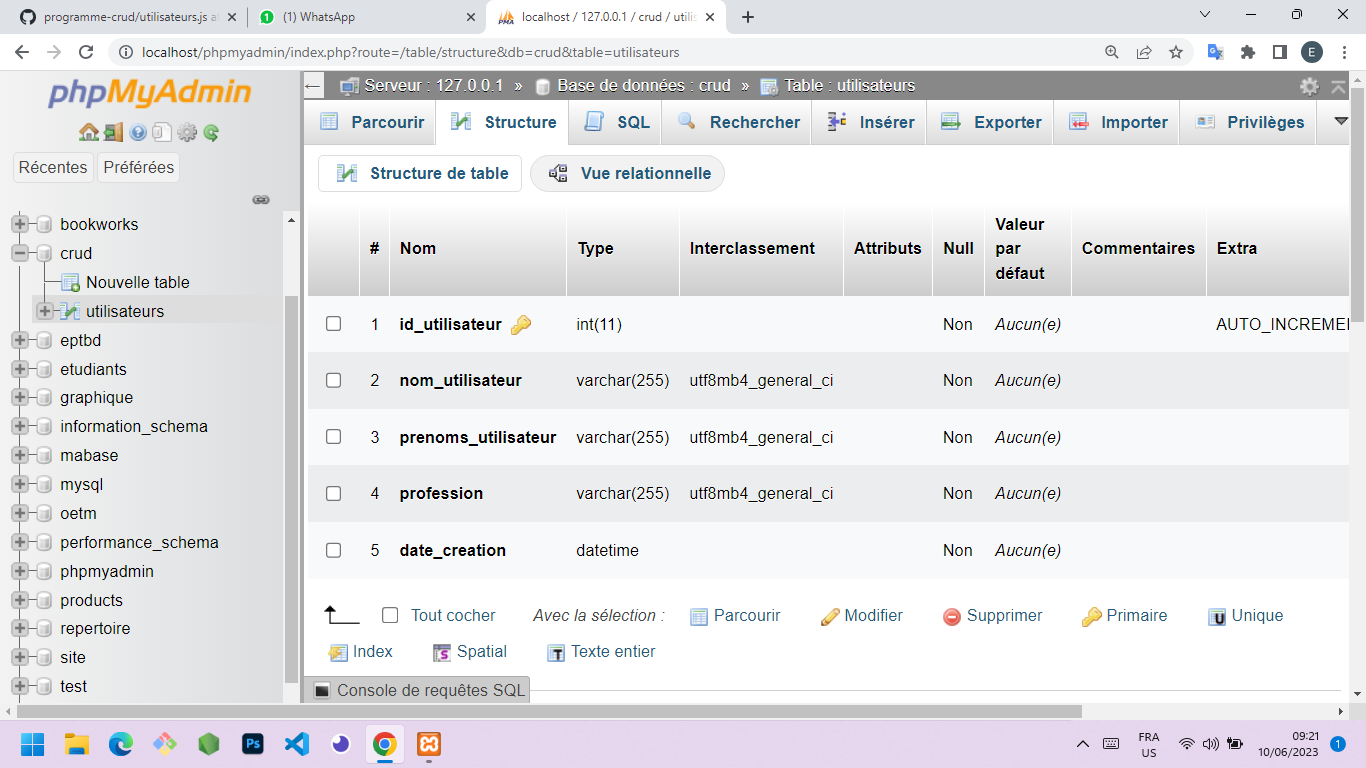 programme-crud/utilisateurs.js a
(1) WhatsApp
localhost / 127.0.0.1 / crud / utilis
localhost/phpmyadmin/index.php?route=/table/structure&db=crud&table=utilisateurs
E
phpMyAdmin
Récentes
Préférées
bookworks
crud
Nouvelle table
utilisateurs
eptbd
etudiants
graphique
information_schema
mabase
mysql
oetm
performance_schema
phpmyadmin
products
repertoire
site
test
Serveur : 127.0.0.1 » Base de données : crud » Table : utilisateurs
Parcourir Structure SQL Rechercher Insérer Exporter Importer Privilèges
Structure de table Vue relationnelle
# Nom Type Interclassement Attributs Null Valeur par défaut Commentaires Extra
1 id_utilisateur int(11) Non Aucun(e) AUTO_INCREME
2 nom_utilisateur varchar(255) utf8mb4_general_ci Non Aucun(e)
3 prenoms_utilisateur varchar(255) utf8mb4_general_ci Non Aucun(e)
4 profession varchar(255) utf8mb4_general_ci Non Aucun(e)
5 date_creation datetime Non Aucun(e)
Tout cocher Avec la sélection : Parcourir Modifier Supprimer Primaire Unique
Index Spatial Texte entier
Console de requêtes SQL
Ps
FRA
US
09:21
10/06/2023
1